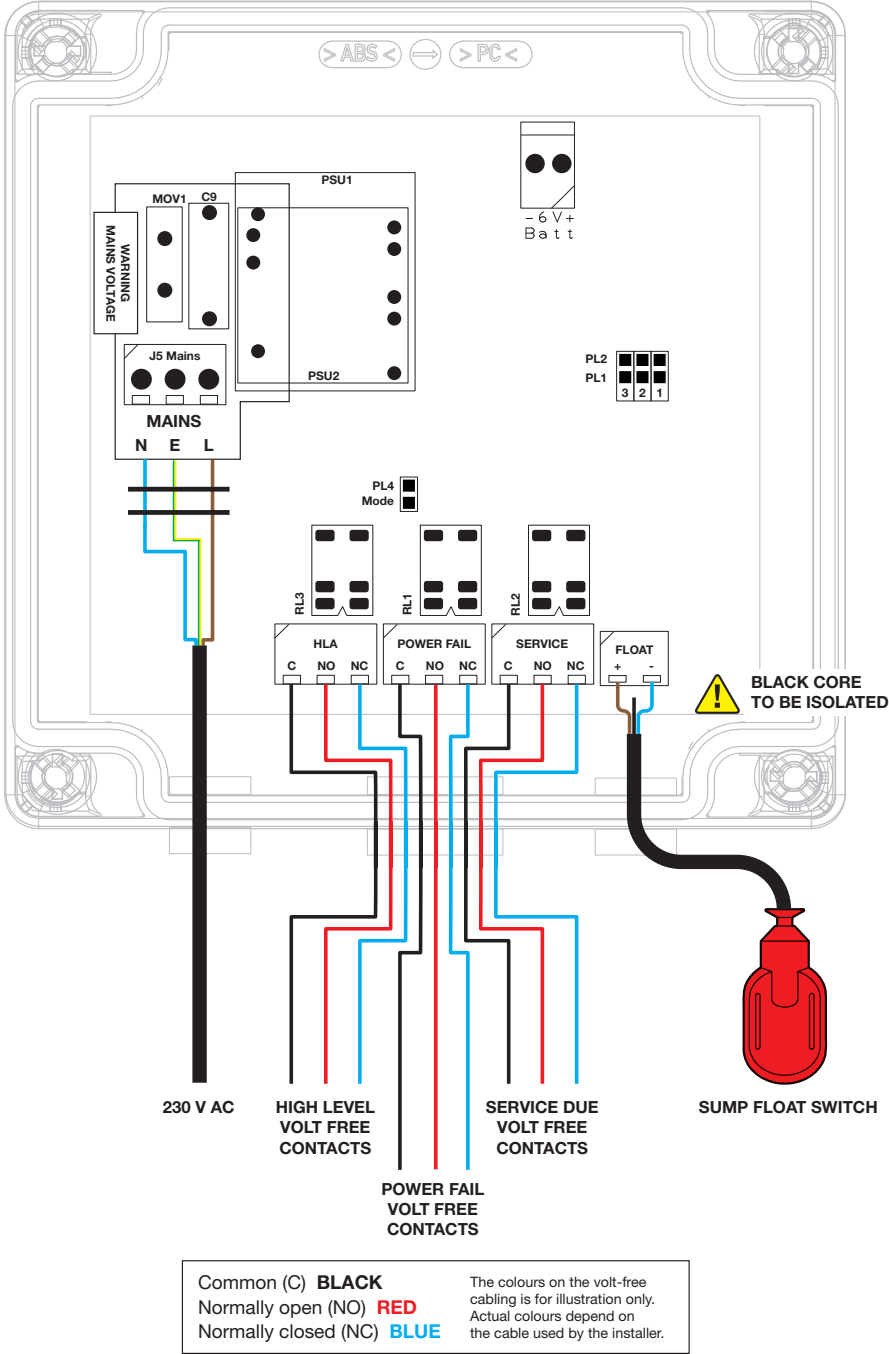 >ABS< >PC<
PSU1
MOV1 C9
WARNING
MAINS VOLTAGE
- 6 V +
Batt
J5 Mains
PSU2
PL2
PL1
3 2 1
MAINS
N E L
PL4
Mode
RL3
RL1
RL2
HLA
C NO NC
POWER FAIL
C NO NC
SERVICE
C NO NC
FLOAT
+ -
!
BLACK CORE
TO BE ISOLATED
230 V AC
HIGH LEVEL
VOLT FREE
CONTACTS
SERVICE DUE
VOLT FREE
CONTACTS
SUMP FLOAT SWITCH
POWER FAIL
VOLT FREE
CONTACTS
Common (C) BLACK
Normally open (NO) RED
Normally closed (NC) BLUE
The colours on the volt-free
cabling is for illustration only.
Actual colours depend on
the cable used by the installer.